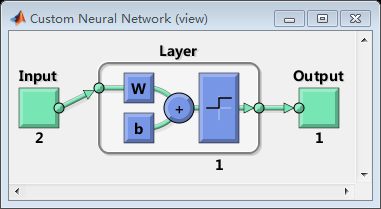 Custom Neural Network (view)
Layer
Input
Output
W
b
+
2
1
1